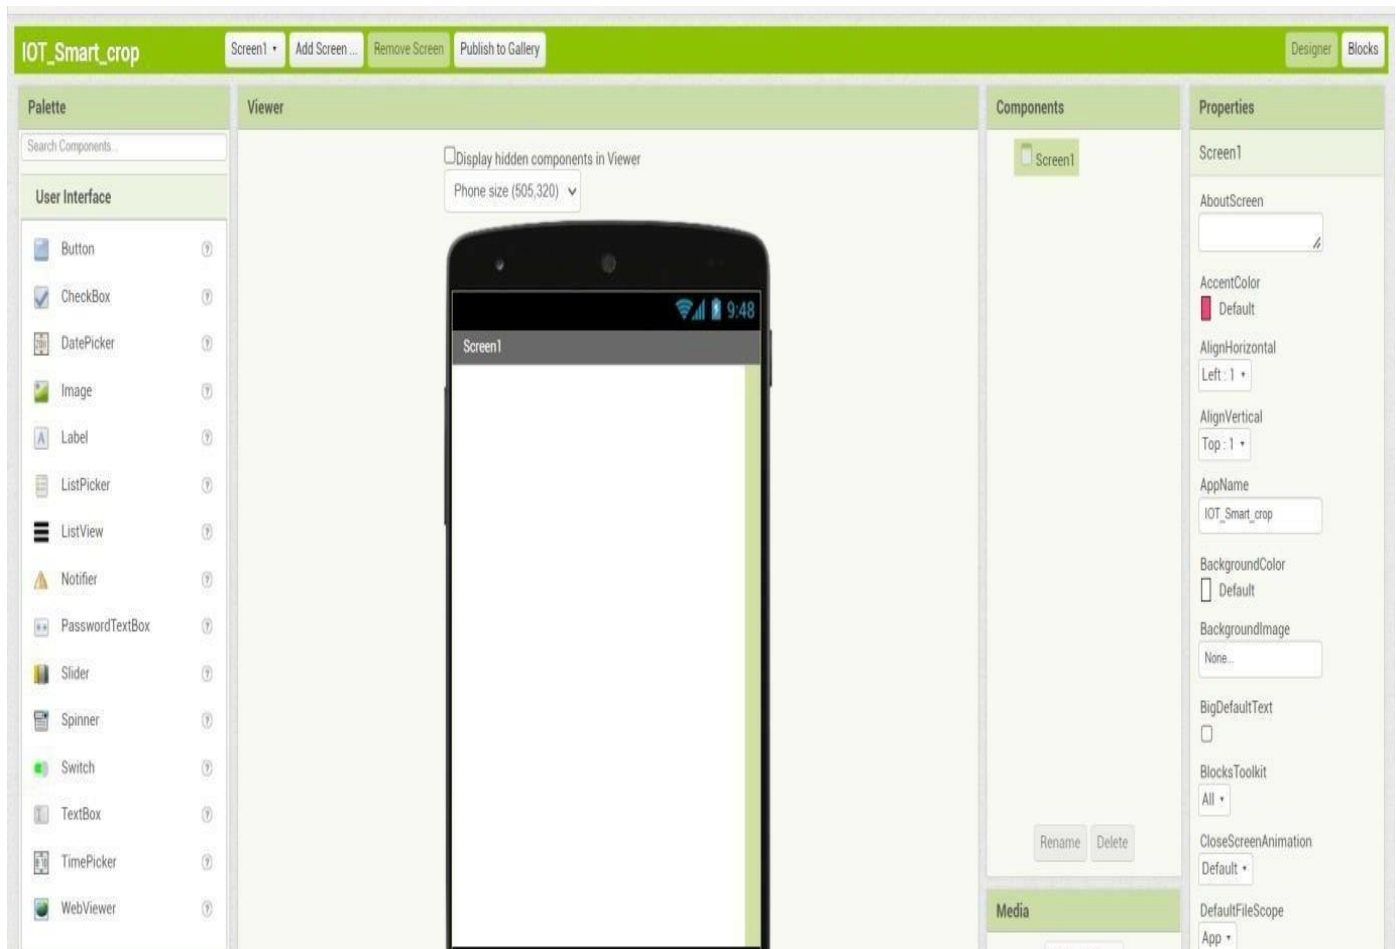 IOT_Smart_crop
Screen1
Add Screen ...
Remove Screen
Publish to Gallery
Designer
Blocks
Palette
Search Components...
User Interface
Button
CheckBox
DatePicker
Image
Label
ListPicker
ListView
Notifier
PasswordTextBox
Slider
Spinner
Switch
TextBox
TimePicker
WebViewer
Viewer
Display hidden components in Viewer
Phone size (505,320)
9:48
Screen1
Components
Screen1
Rename
Delete
Media
Properties
Screen1
AboutScreen
AccentColor
Default
AlignHorizontal
Left : 1
AlignVertical
Top : 1
AppName
IOT_Smart_crop
BackgroundColor
Default
BackgroundImage
None...
BigDefaultText
BlocksToolkit
All
CloseScreenAnimation
Default
DefaultFileScope
App